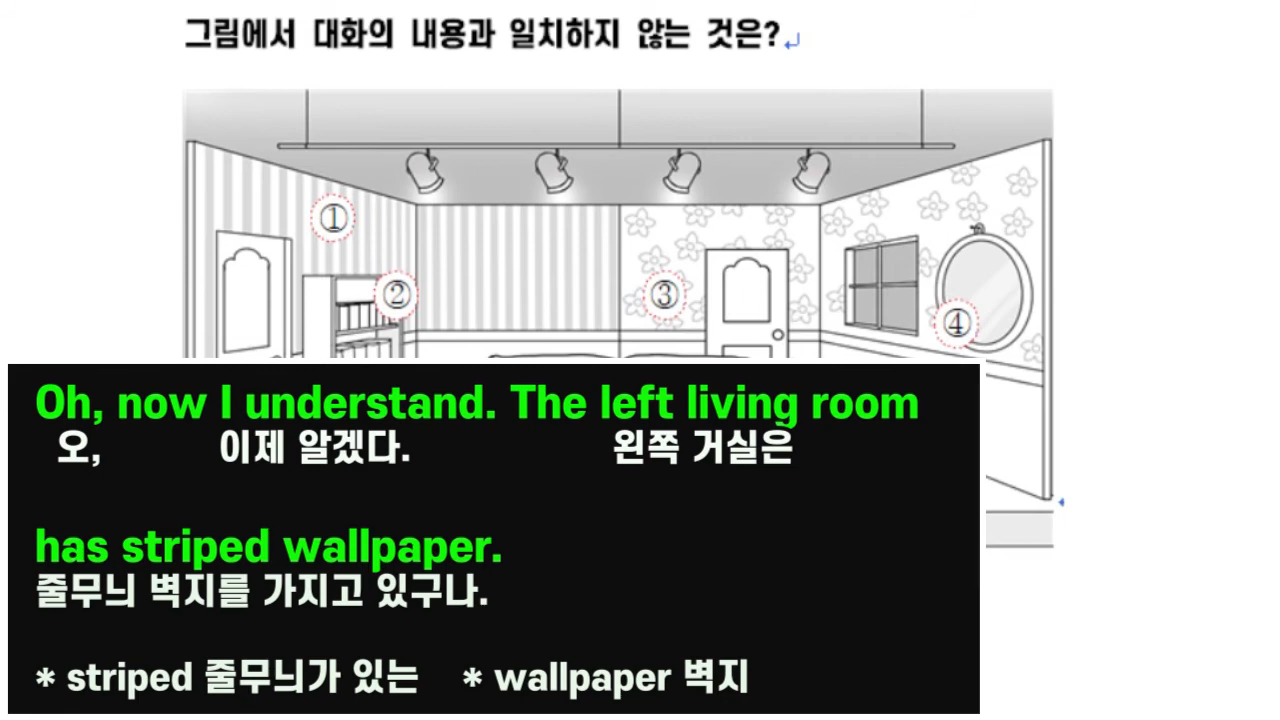 그림에서 대화의 내용과 일치하지 않는 것은?
①
②
③
④
Oh, now I understand. The left living room
오, 이제 알겠다. 왼쪽 거실은
has striped wallpaper.
줄무늬 벽지를 가지고 있구나.
* striped 줄무늬가 있는 * wallpaper 벽지